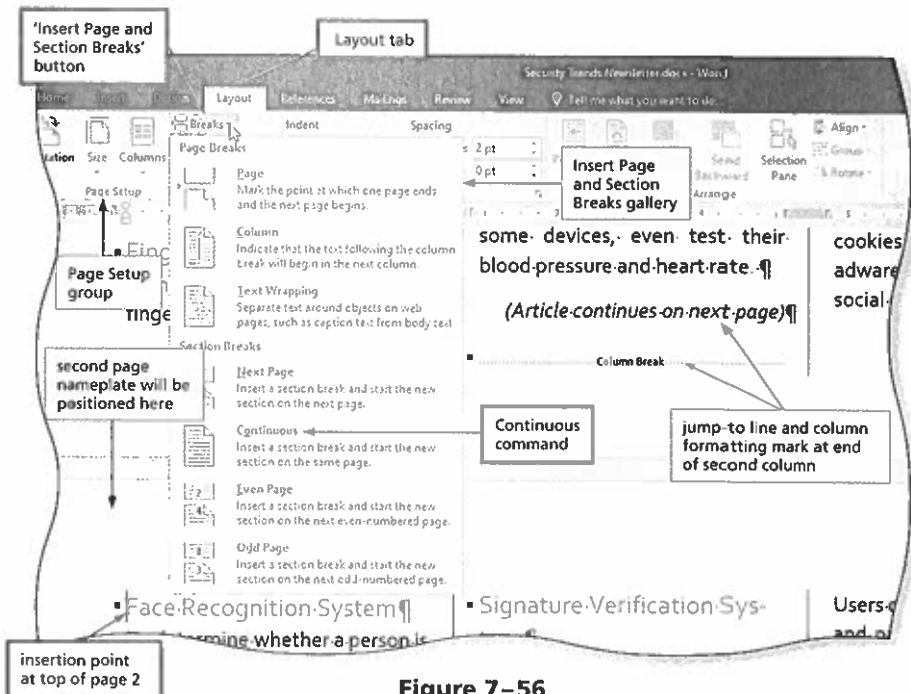 'Insert Page and
Section Breaks'
button
Layout tab
Security Trends Newsletter.docx - Word
Home Insert Design Layout References Mailings Review View Tell me what you want to do...
Breaks Indent Spacing
Size Columns
Page Setup
Page Breaks
Page
Mark the point at which one page ends
and the next page begins.
Column
Indicate that the text following the column
break will begin in the next column.
Text Wrapping
Separate text around objects on web
pages, such as caption text from body text
Section Breaks
Next Page
Insert a section break and start the new
section on the next page.
Continuous
Insert a section break and start the new
section on the same page.
Even Page
Insert a section break and start the new
section on the next even-numbered page.
Odd Page
Insert a section break and start the new
section on the next odd-numbered page.
2 pt
0 pt
Send
Backward
Selection
Pane
Align
Group
Rotate
Arrange
Insert Page
and Section
Breaks gallery
Page Setup
group
some devices, even test their
blood pressure and heart rate. ¶
(Article continues on next page)¶
Column Break
cookies
adware
social
second page
nameplate will be
positioned here
Continuous
command
jump-to line and column
formatting mark at end
of second column
Face Recognition System¶
Signature Verification Sys-
Users
whether a person is
insertion point
at top of page 2
Figure 7–56